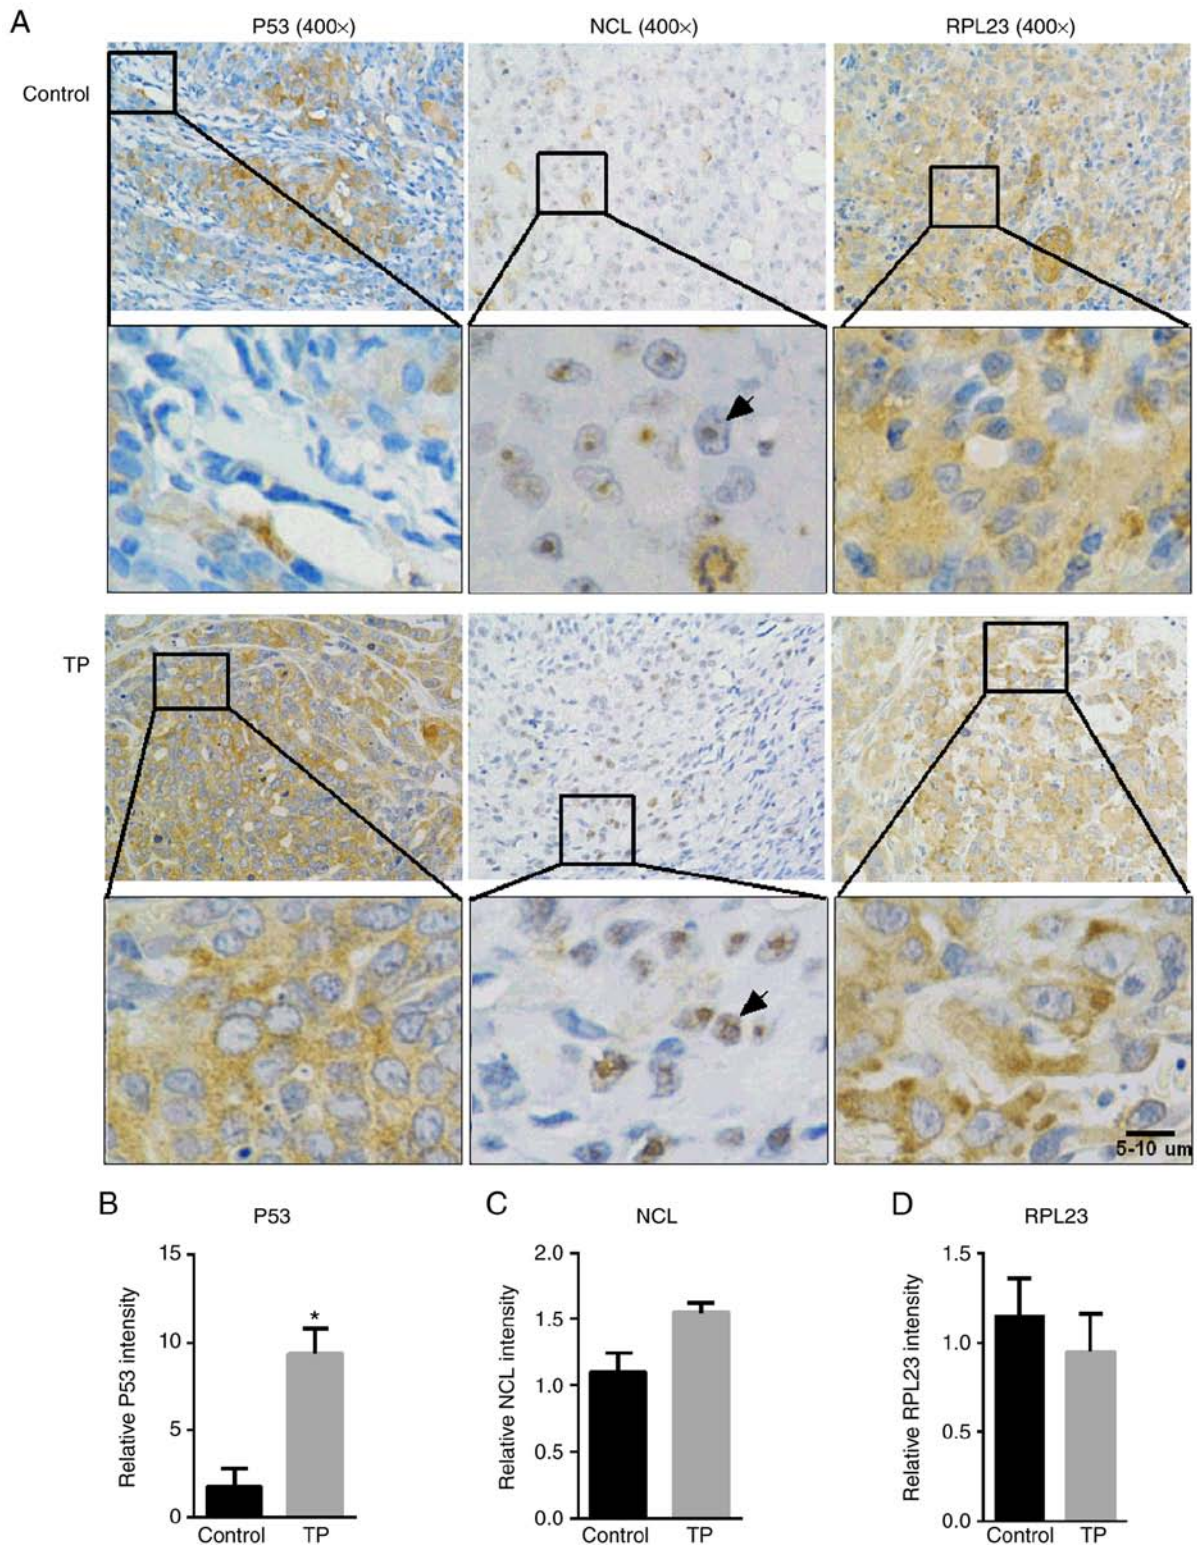 A
P53 (400×)
NCL (400×)
RPL23 (400×)
Control
TP
5-10 um
B
P53
Relative P53 intensity
15
10
5
0
*
Control
TP
C
NCL
Relative NCL intensity
2.0
1.5
1.0
0.5
0.0
Control
TP
D
RPL23
Relative RPL23 intensity
1.5
1.0
0.5
0.0
Control
TP